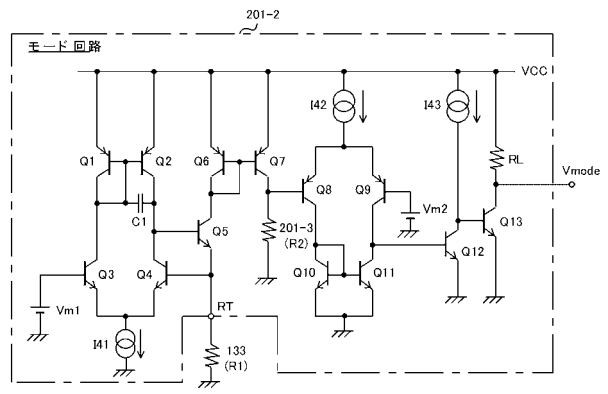 201-2
モード 回路
VCC
I42
I43
Q1
Q2
Q6
Q7
RL
Q8
Q9
Vmode
C1
Vm2
Q13
Q5
201-3
(R2)
Q12
Q3
Q4
Q10
Q11
Vm1
RT
I41
133
(R1)